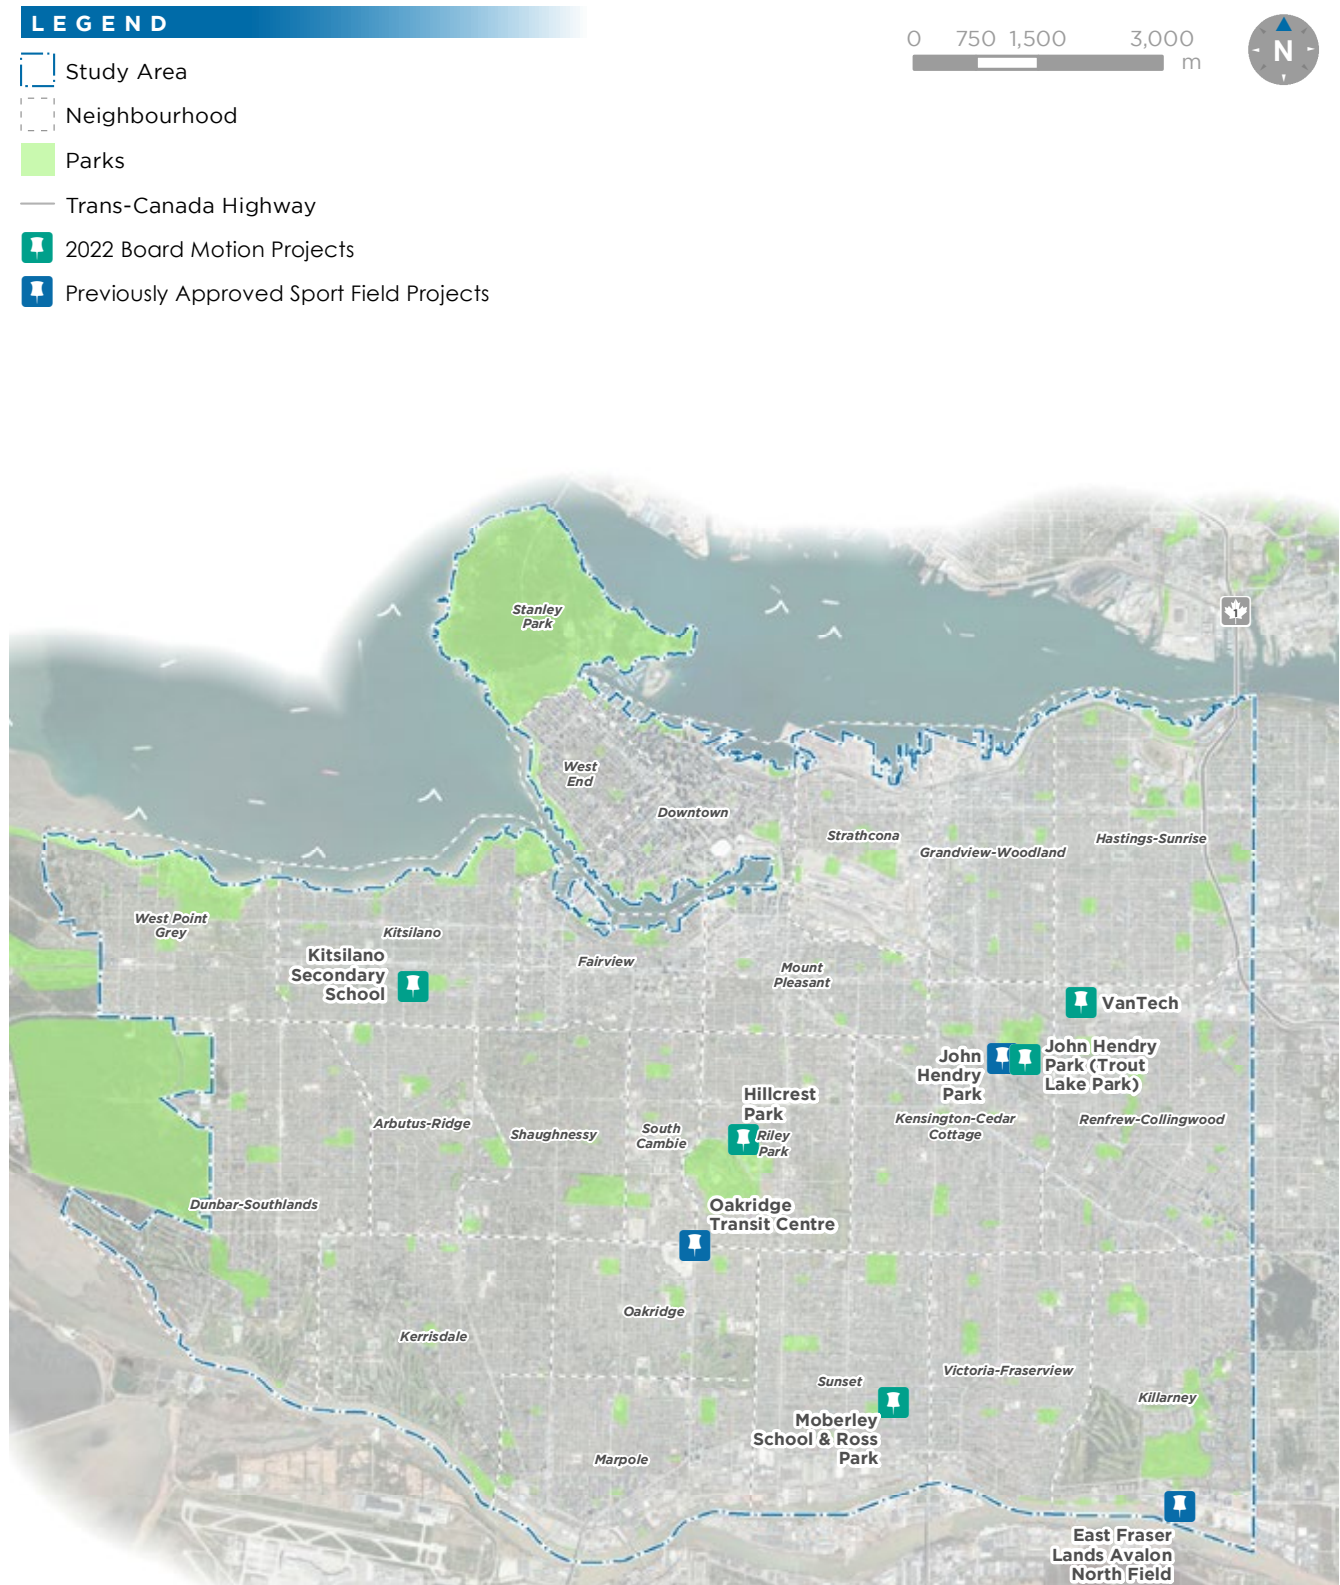 LEGEND
Study Area
Neighbourhood
Parks
Trans-Canada Highway
2022 Board Motion Projects
Previously Approved Sport Field Projects
0 750 1,500 3,000
m
N
Stanley
Park
1
West
End
Downtown
Strathcona
Grandview-Woodland
Hastings-Sunrise
West Point
Grey
Kitsilano
Kitsilano
Secondary
School
Fairview
Mount
Pleasant
VanTech
John
Hendry
Park
John Hendry
Park (Trout
Lake Park)
Hillcrest
Park
Riley
Park
Arbutus-Ridge
Shaughnessy
South
Cambie
Kensington-Cedar
Cottage
Renfrew-Collingwood
Dunbar-Southlands
Oakridge
Transit Centre
Oakridge
Kerrisdale
Sunset
Victoria-Fraserview
Killarney
Moberley
School & Ross
Park
Marpole
East Fraser
Lands Avalon
North Field